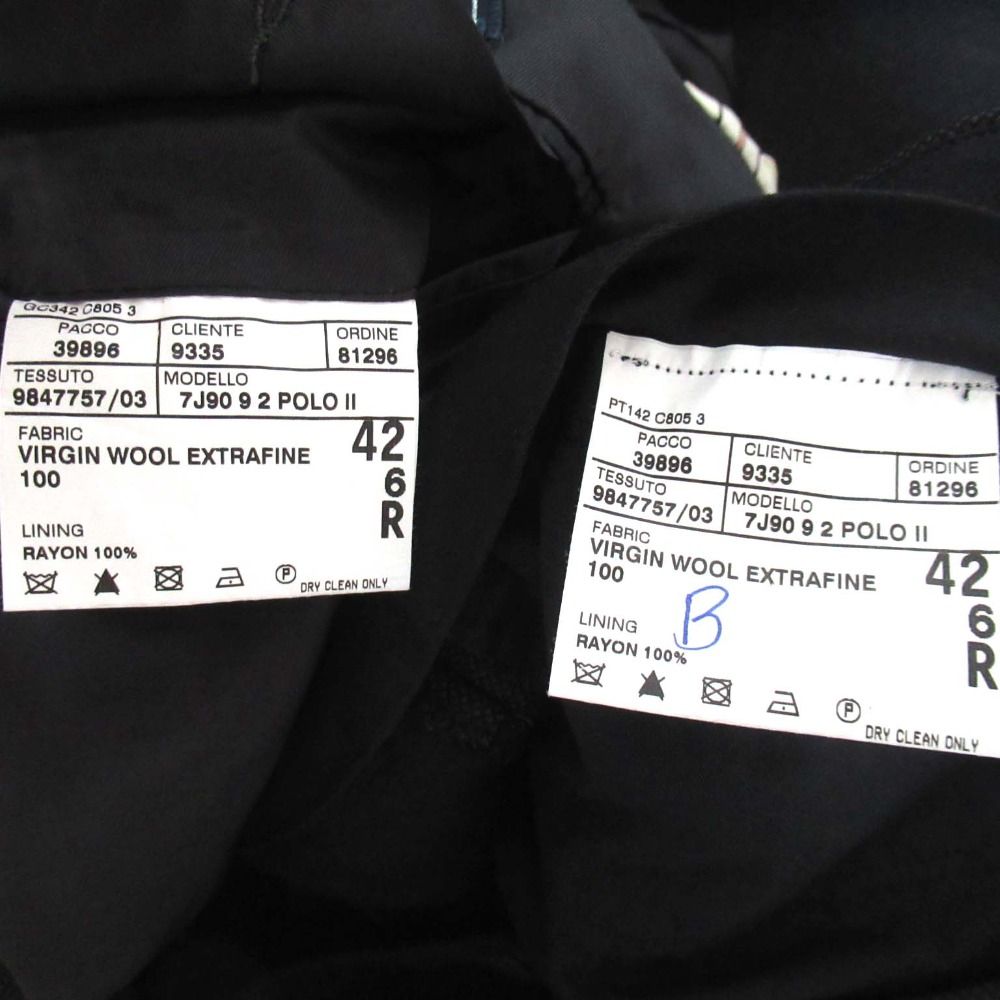 GC342 C805 3
PACCO CLIENTE ORDINE
39896 9335 81296
TESSUTO MODELLO
9847757/03 7J90 9 2 POLO II
FABRIC 42
VIRGIN WOOL EXTRAFINE
100 6
R
LINING
RAYON 100%
P DRY CLEAN ONLY
PT142 C805 3
PACCO CLIENTE ORDINE
39896 9335 81296
TESSUTO MODELLO
9847757/03 7J90 9 2 POLO II
FABRIC 42
VIRGIN WOOL EXTRAFINE
100 6
B
LINING R
RAYON 100%
P DRY CLEAN ONLY